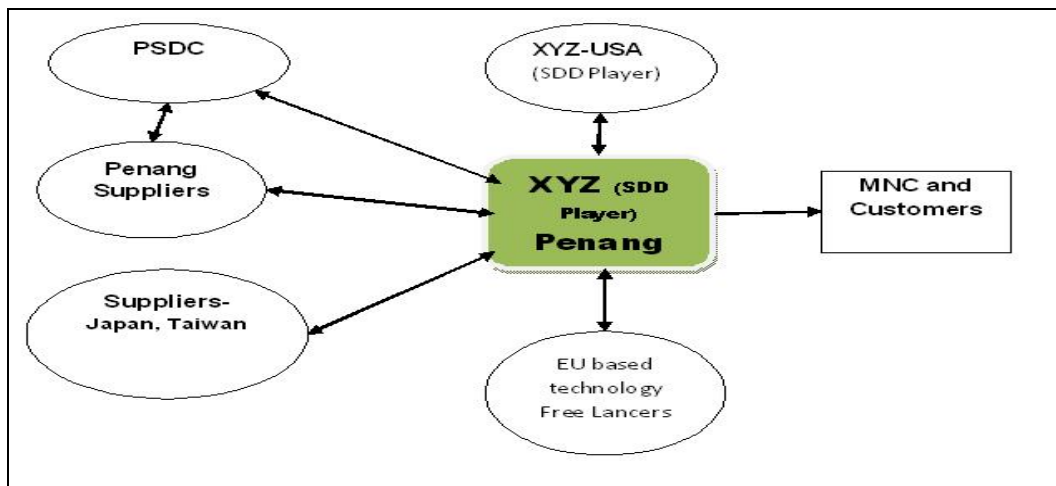 PSDC
XYZ-USA
(SDD Player)
Penang
Suppliers
XYZ (SDD
Player)
Penang
MNC and
Customers
Suppliers-
Japan, Taiwan
EU based
technology
Free Lancers